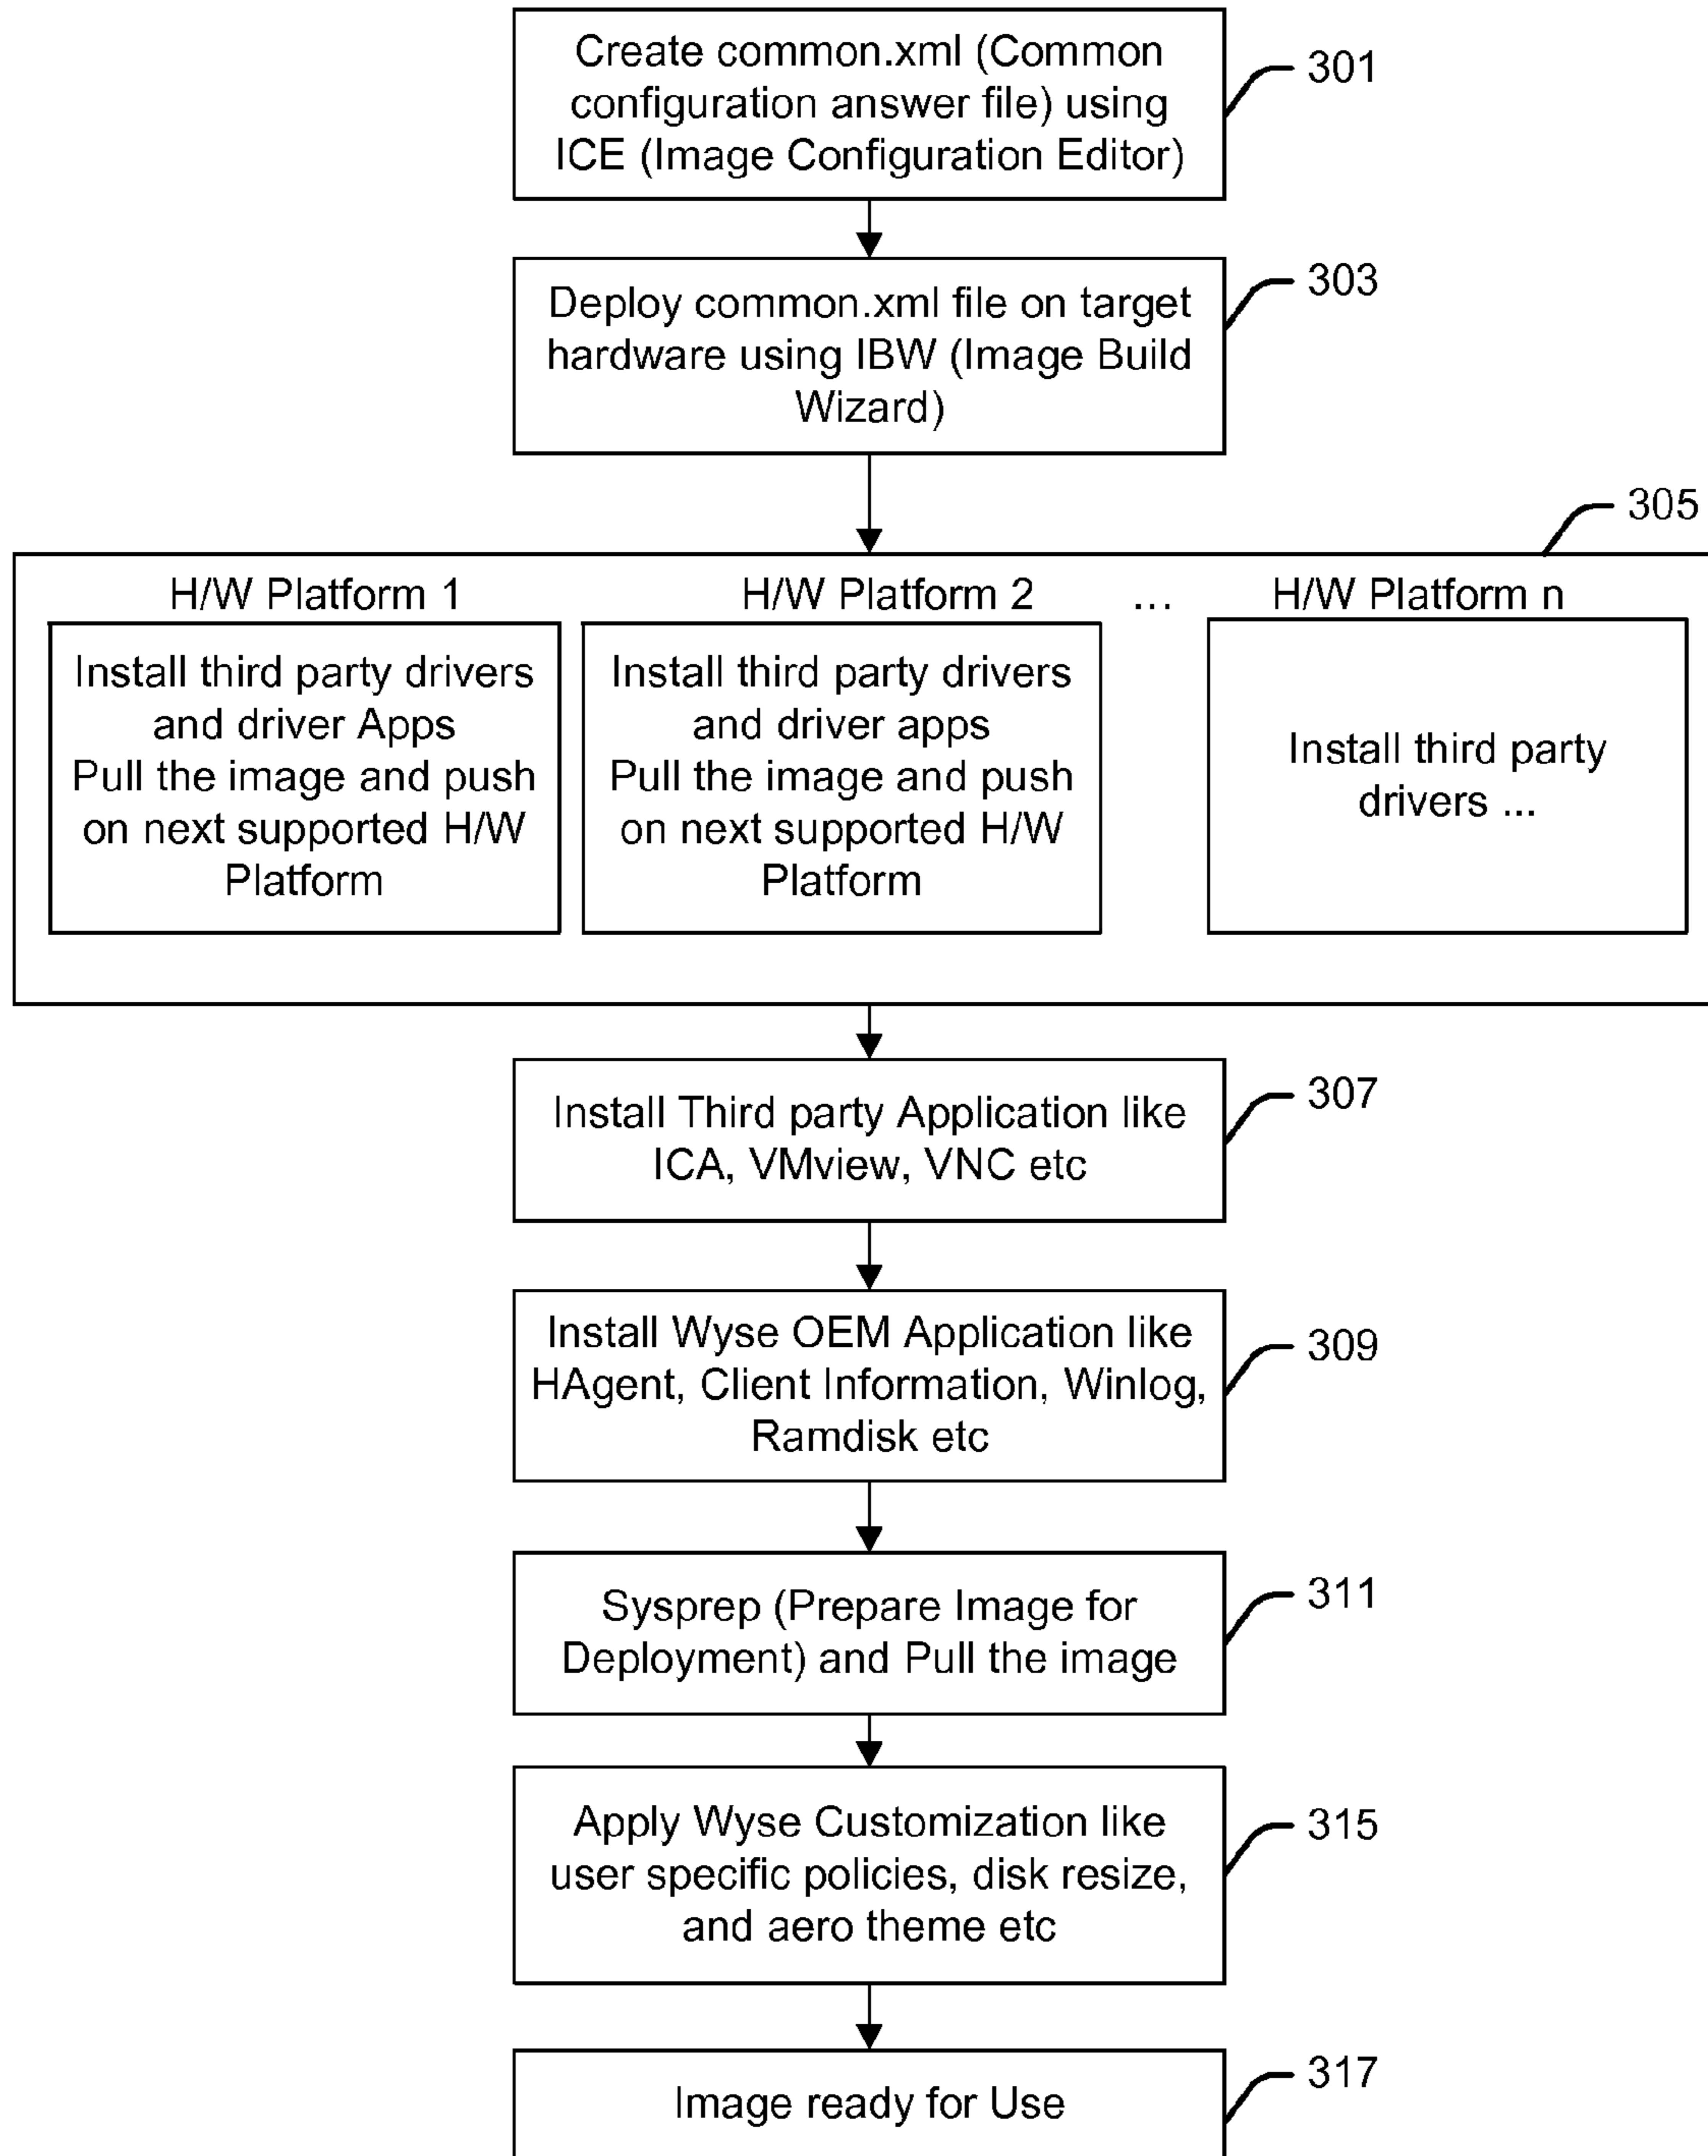 Create common.xml (Common
configuration answer file) using
ICE (Image Configuration Editor)
301
Deploy common.xml file on target
hardware using IBW (Image Build
Wizard)
303
305
H/W Platform 1
Install third party drivers
and driver Apps
Pull the image and push
on next supported H/W
Platform
H/W Platform 2
Install third party drivers
and driver apps
Pull the image and push
on next supported H/W
Platform
...
H/W Platform n
Install third party
drivers ...
Install Third party Application like
ICA, VMview, VNC etc
307
Install Wyse OEM Application like
HAgent, Client Information, Winlog,
Ramdisk etc
309
Sysprep (Prepare Image for
Deployment) and Pull the image
311
Apply Wyse Customization like
user specific policies, disk resize,
and aero theme etc
315
Image ready for Use
317